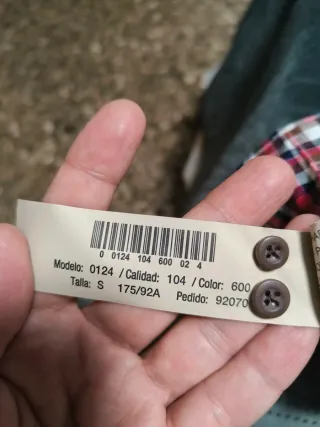 0 0124 104 600 02 4
Modelo: 0124 / Calidad: 104 / Color: 600
Talla: S 175/92A Pedido: 92070